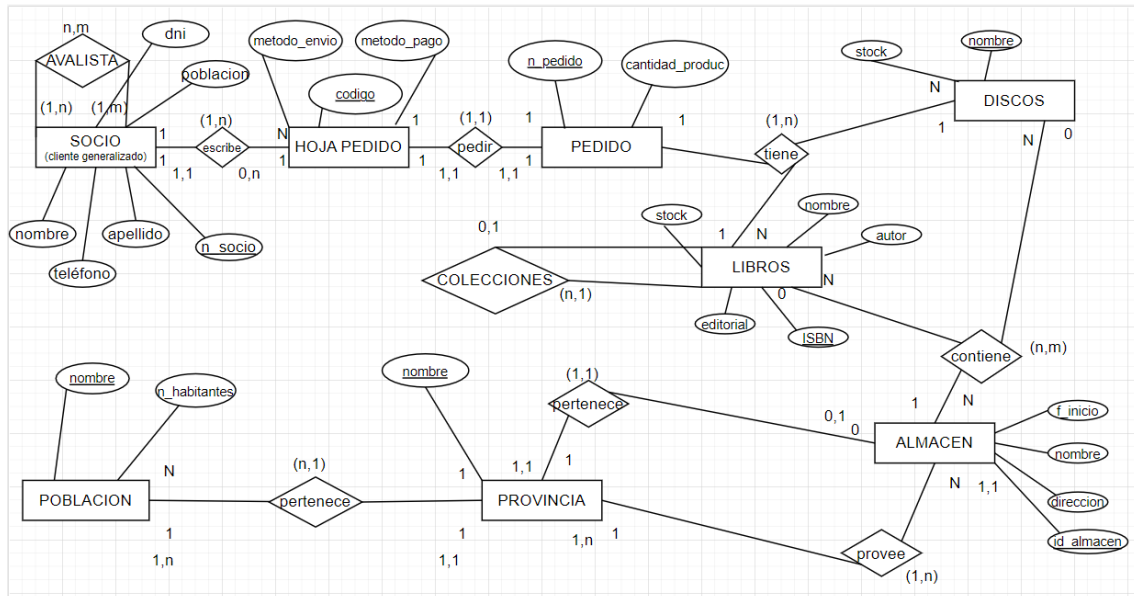 n,m
AVALISTA
dni
poblacion
(1,n)
(1,m)
SOCIO
(cliente generalizado)
1
1
1,1
nombre
teléfono
apellido
n_socio
(1,n)
escribe
0,n
metodo_envio
metodo_pago
codigo
N
1
HOJA PEDIDO
1
1
1,1
(1,1)
pedir
1
1
1,1
n_pedido
cantidad_produc
PEDIDO
1
(1,n)
tiene
stock
nombre
N
DISCOS
1
N
0
stock
nombre
autor
1
N
LIBROS
N
0
editorial
ISBN
0,1
COLECCIONES
(n,1)
contiene
(n,m)
nombre
n_habitantes
N
POBLACION
1
1,n
(n,1)
pertenece
nombre
1
1,1
PROVINCIA
1
1,1
1,n
1
1
(1,1)
pertenece
0,1
0
1
N
ALMACEN
N
1,1
f_inicio
nombre
direccion
id_almacen
provee
(1,n)